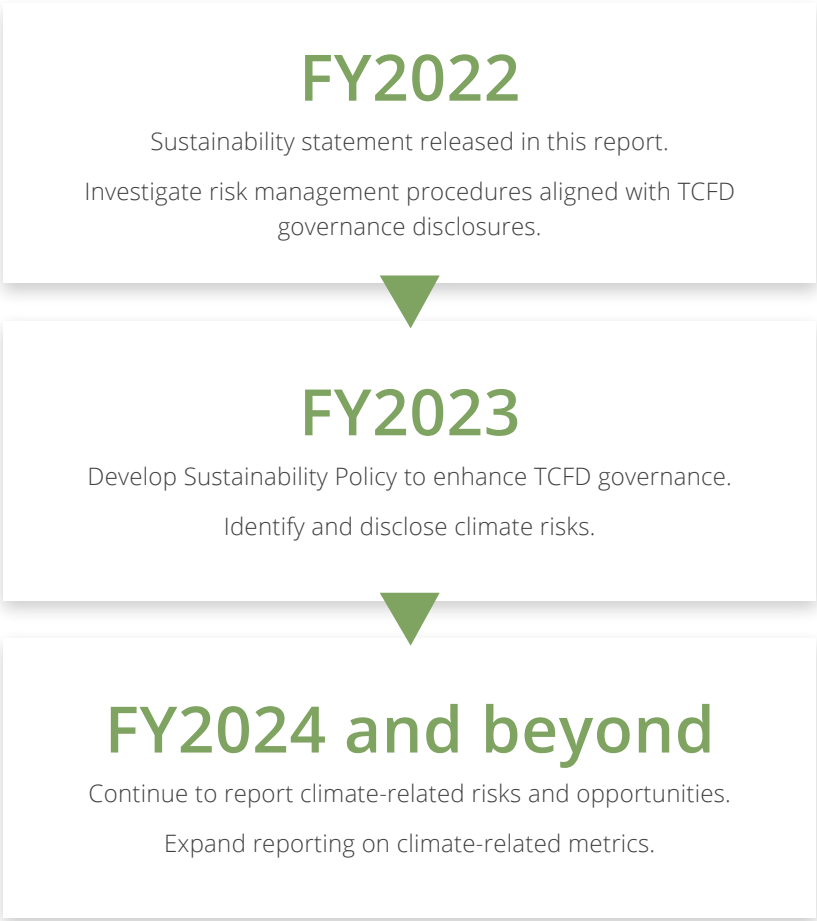 FY2022
Sustainability statement released in this report.
Investigate risk management procedures aligned with TCFD
governance disclosures.
FY2023
Develop Sustainability Policy to enhance TCFD governance.
Identify and disclose climate risks.
FY2024 and beyond
Continue to report climate-related risks and opportunities.
Expand reporting on climate-related metrics.